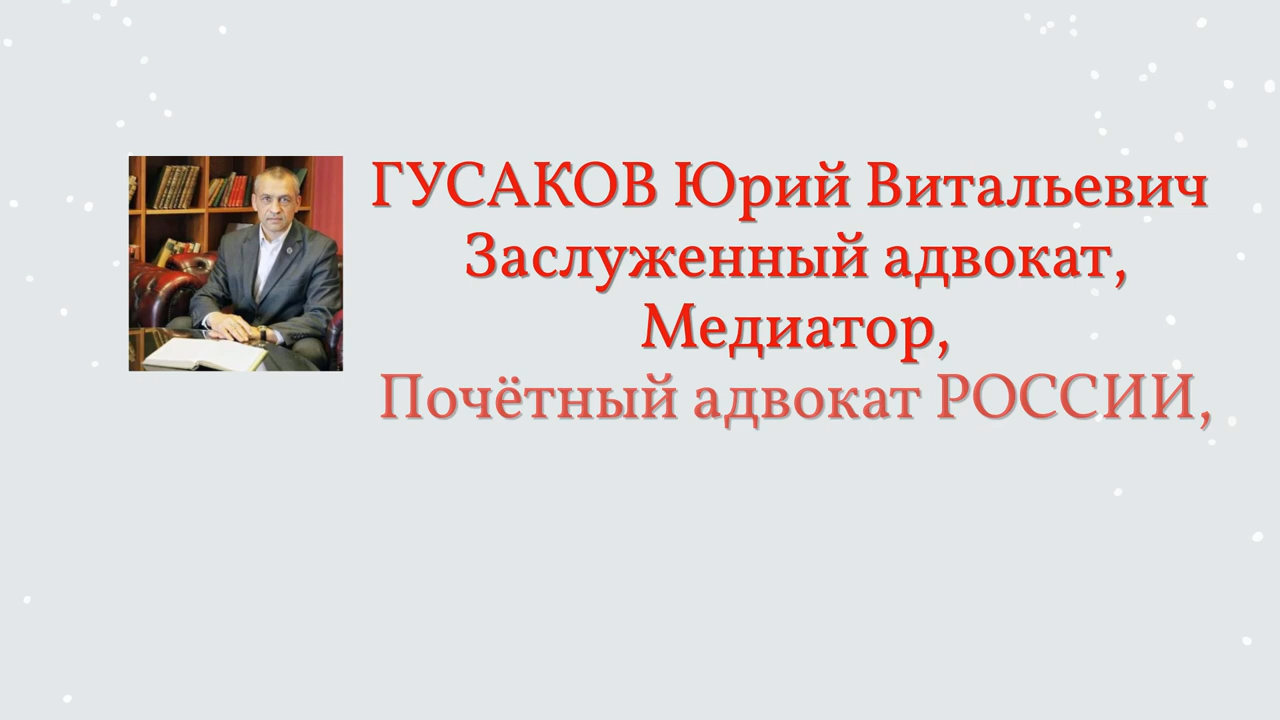 ГУСАКОВ Юрий Витальевич
Заслуженный адвокат,
Медиатор,
Почётный адвокат РОССИИ,